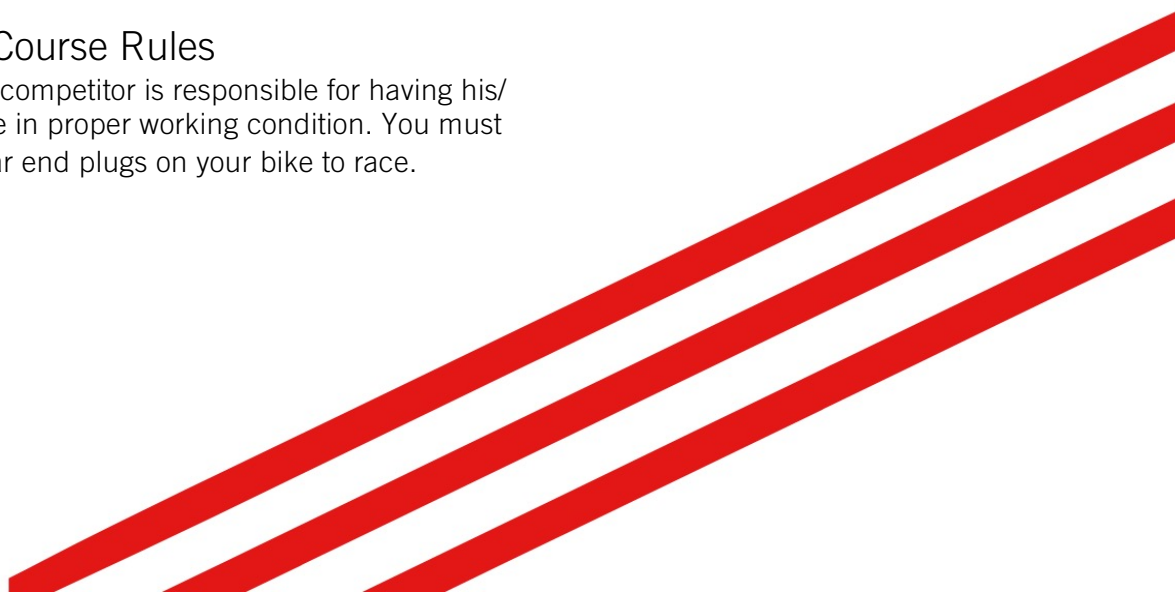 Course Rules
competitor is responsible for having his/
in proper working condition. You must
end plugs on your bike to race.